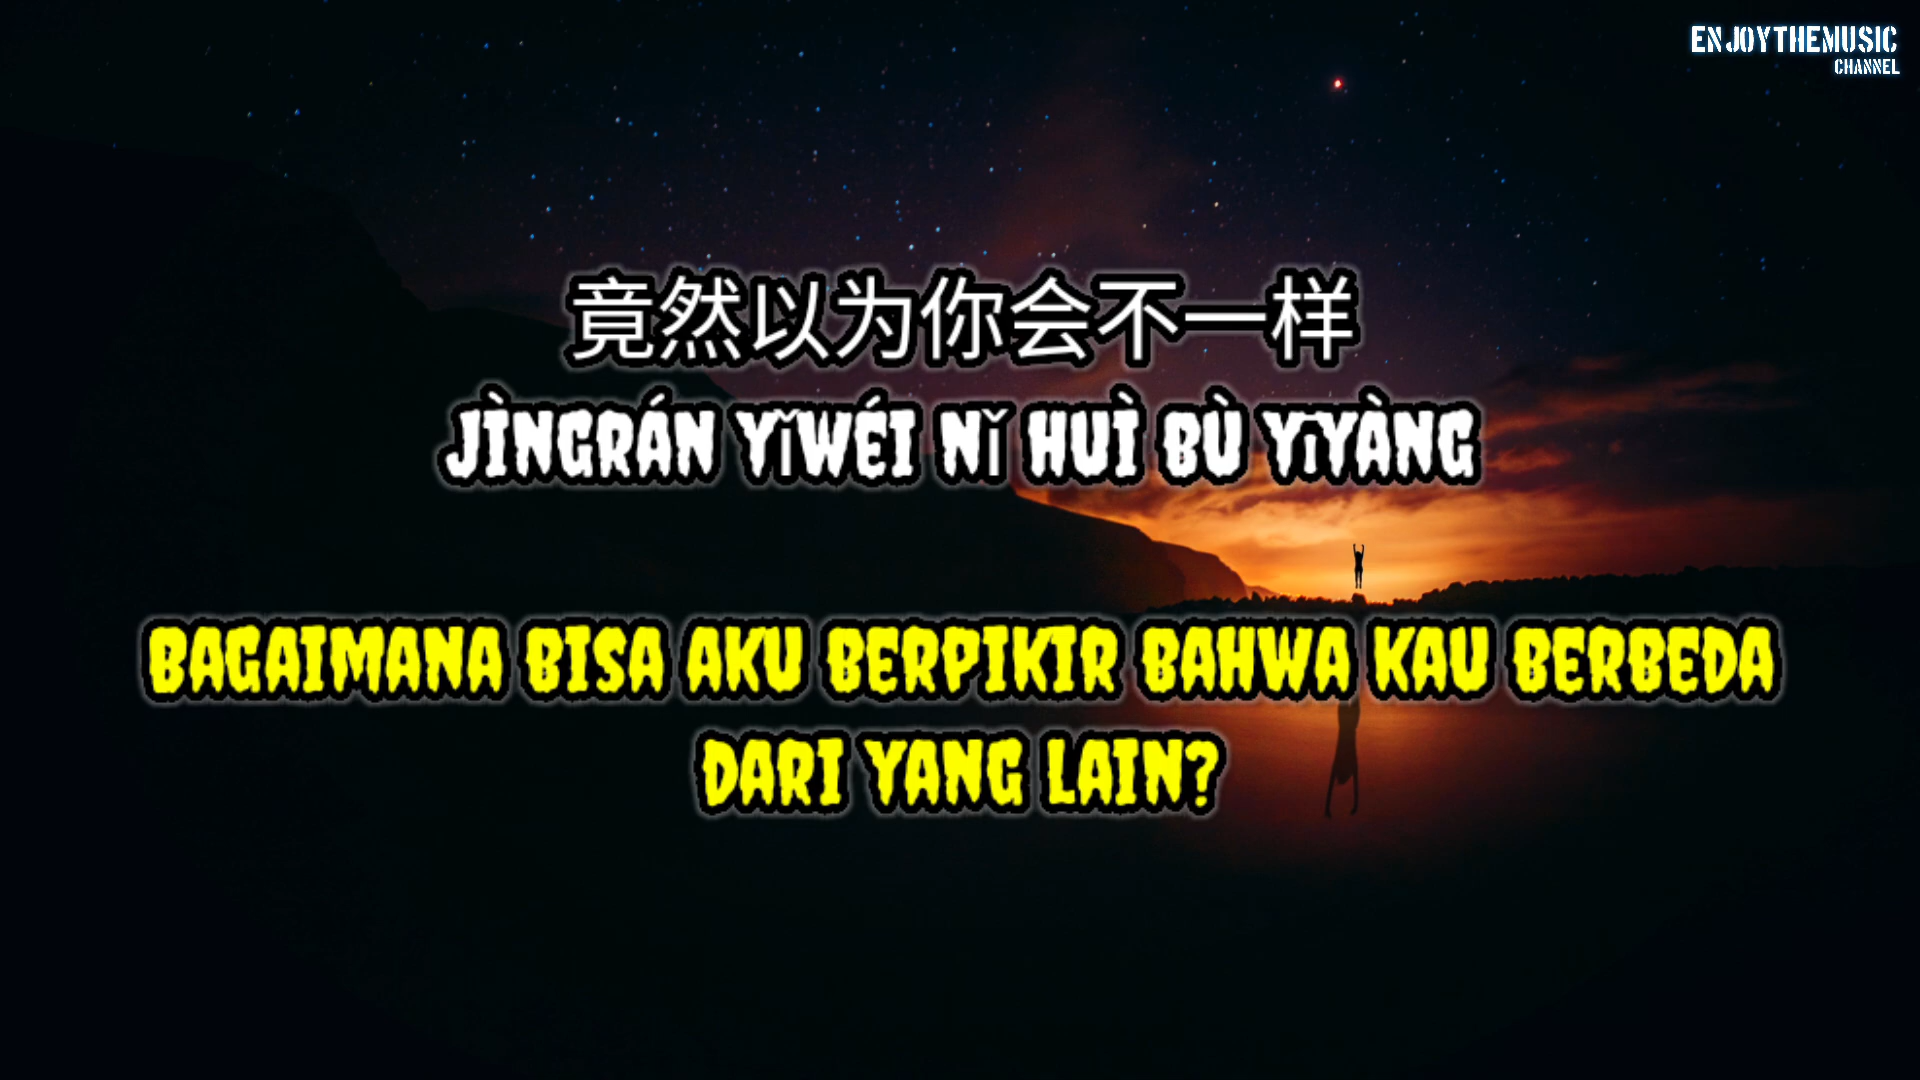 ENJOYTHEMUSIC
CHANNEL
竟然以为你会不一样
JÌNGRÁN YǏWÉI NǏ HUÌ BÙ YĪYÀNG
BAGAIMANA BISA AKU BERPIKIR BAHWA KAU BERBEDA
DARI YANG LAIN?